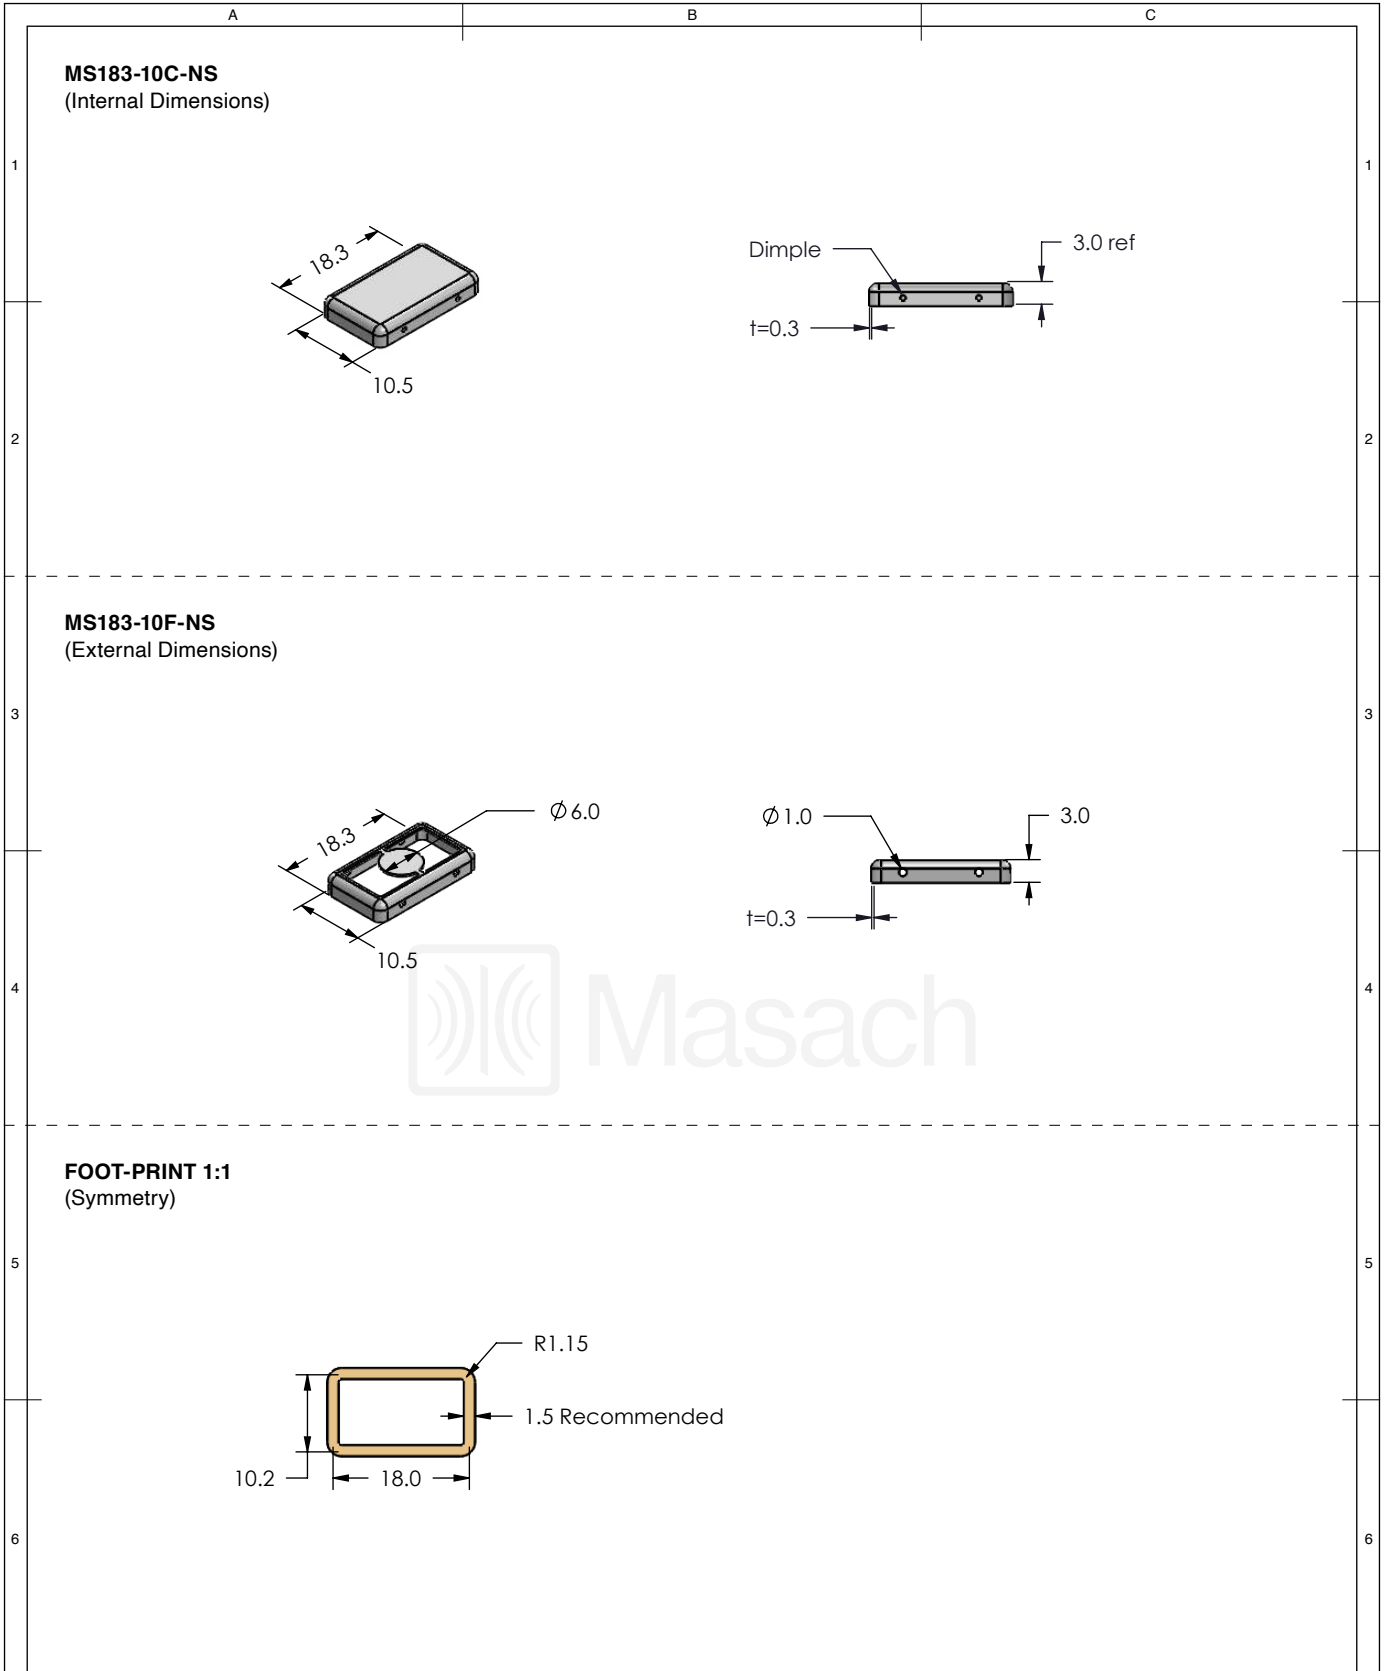 A B C
MS183-10C-NS
(Internal Dimensions)
1 1
18.3
10.5
Dimple
3.0 ref
t=0.3
2 2
MS183-10F-NS
(External Dimensions)
3 3
18.3
Ø6.0
10.5
Ø1.0
3.0
t=0.3
Masach
4 4
FOOT-PRINT 1:1
(Symmetry)
5 5
R1.15
1.5 Recommended
10.2
18.0
6 6